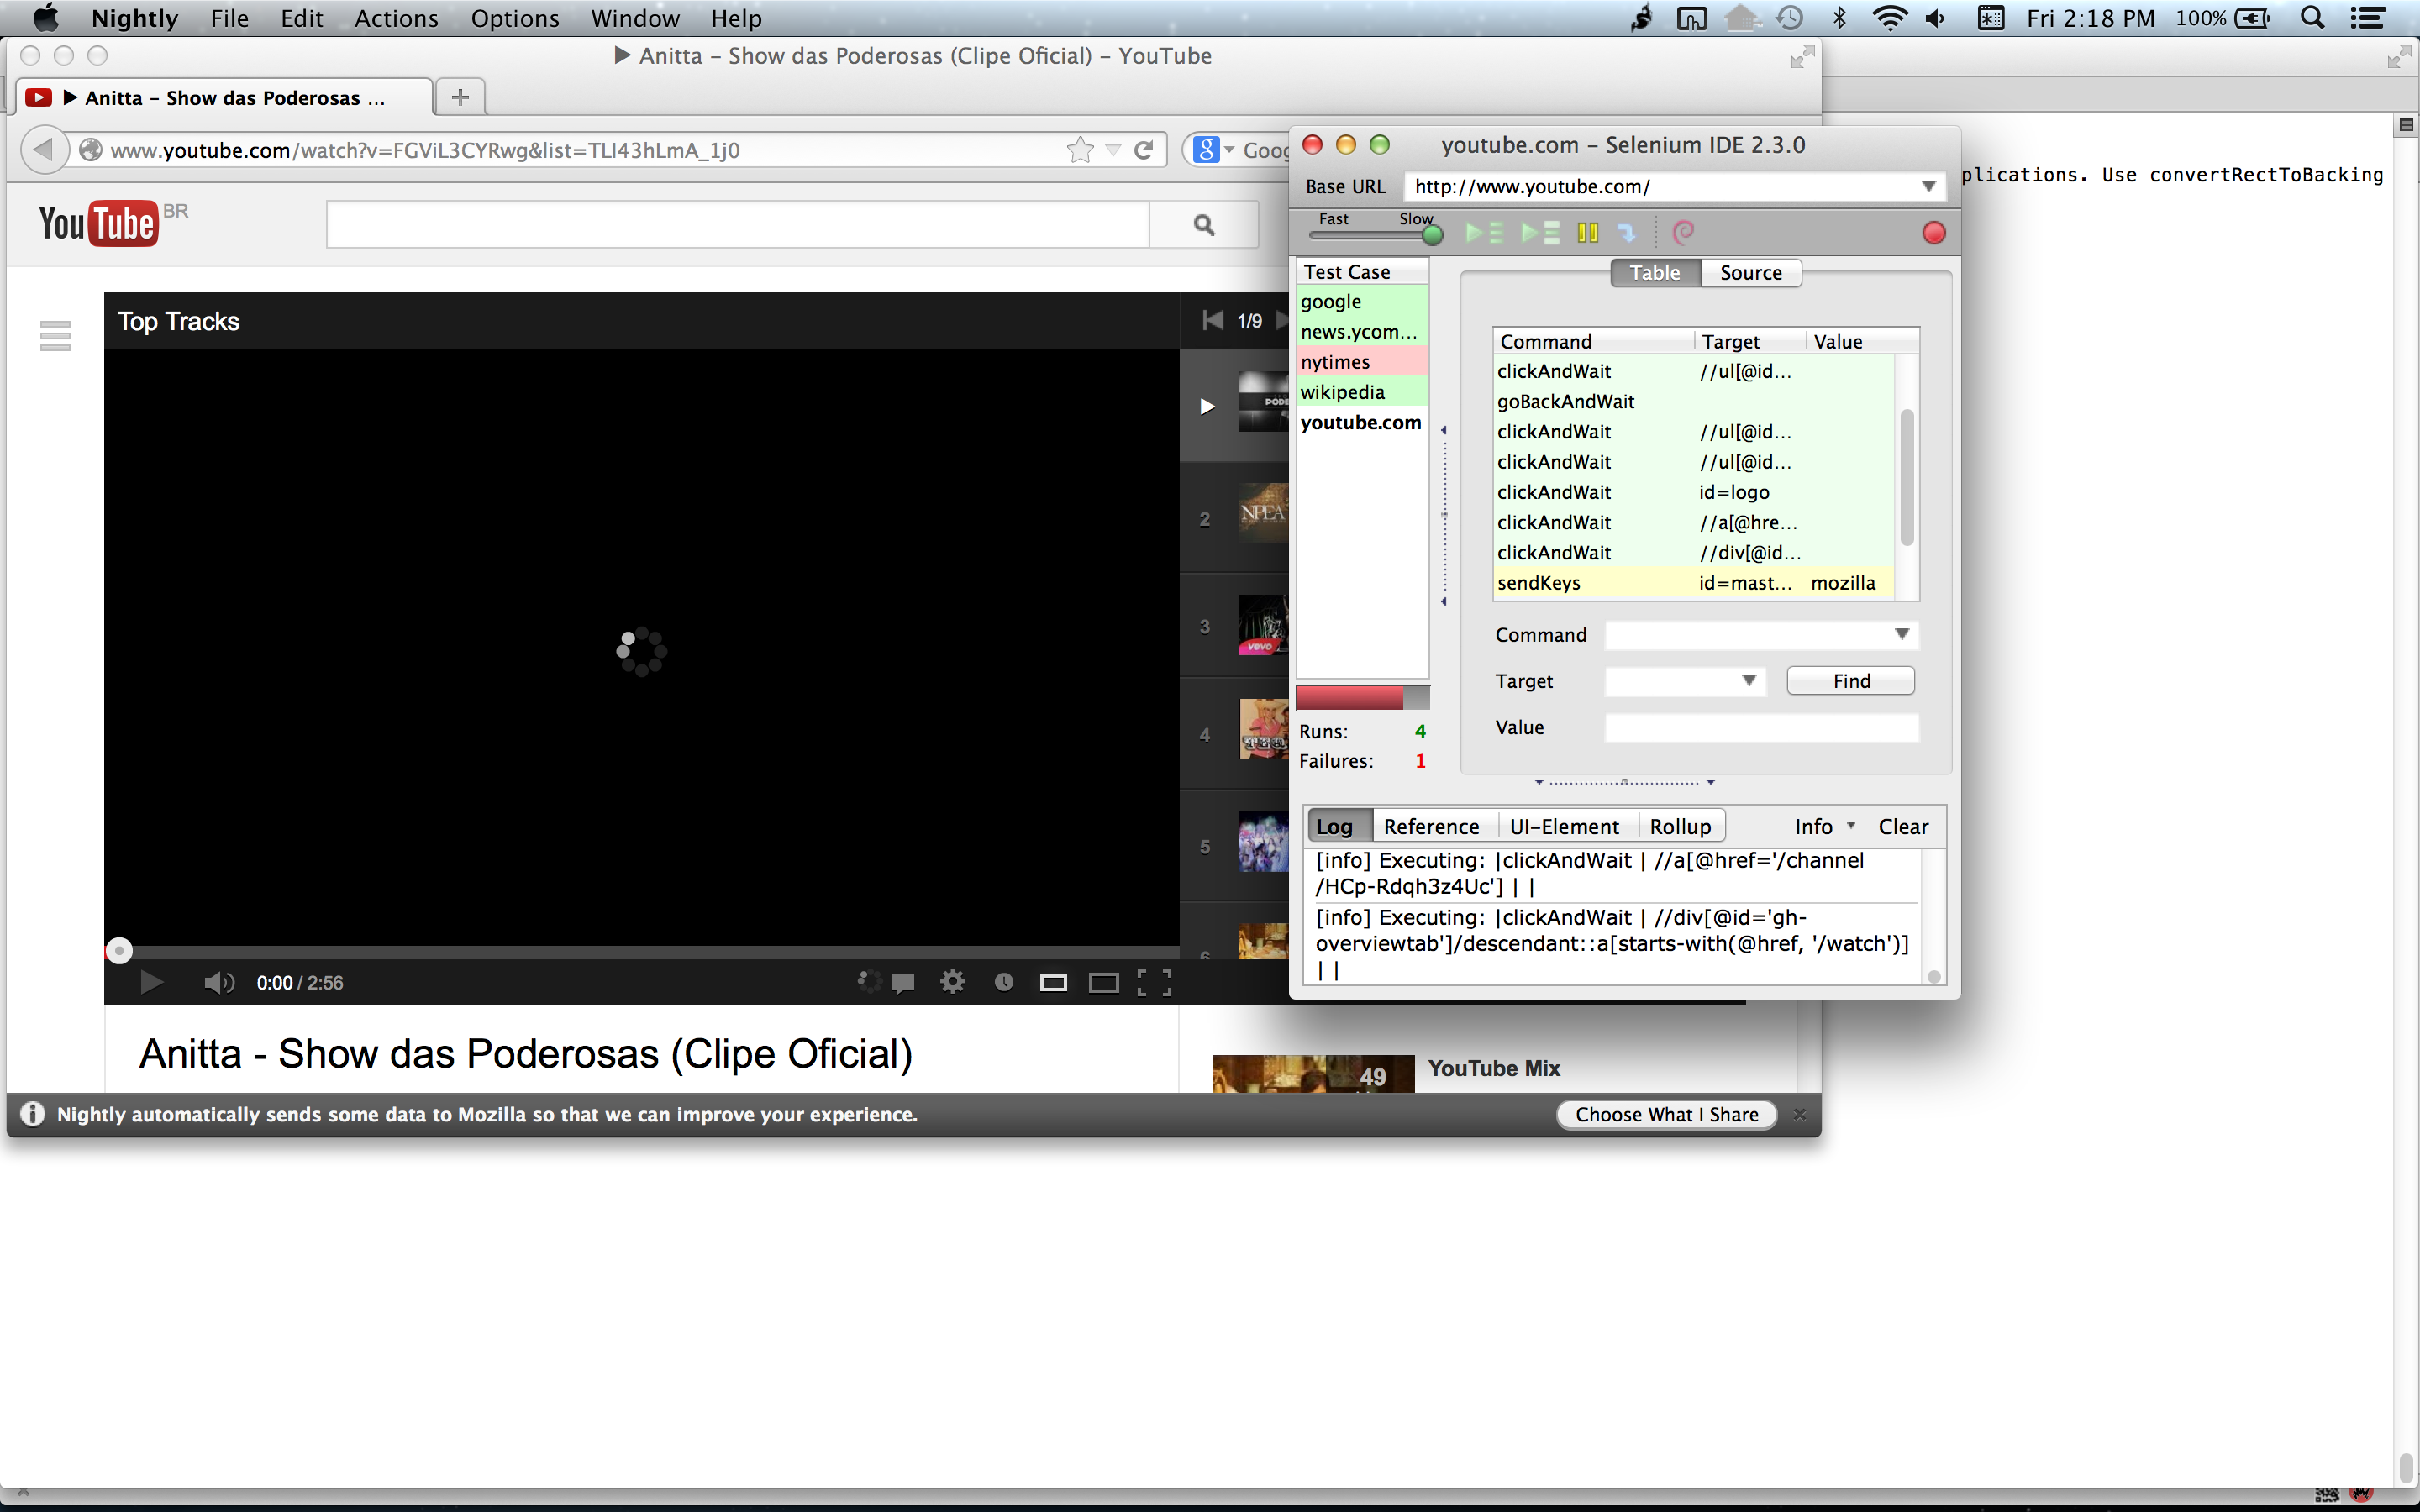 Nightly File Edit Actions Options Window Help Fri 2:18 PM 100%
▶ Anitta - Show das Poderosas (Clipe Oficial) - YouTube
▶ Anitta - Show das Poderosas ...
www.youtube.com/watch?v=FGViL3CYRwg&list=TLI43hLmA_1j0
YouTube BR
Top Tracks
1/9
2
NPEA
3
vevo
4
5
6
0:00 / 2:56
Anitta - Show das Poderosas (Clipe Oficial)
49
YouTube Mix
Nightly automatically sends some data to Mozilla so that we can improve your experience.
Choose What I Share
youtube.com - Selenium IDE 2.3.0
Base URL http://www.youtube.com/
Fast Slow
Test Case
google
news.ycom...
nytimes
wikipedia
youtube.com
Runs: 4
Failures: 1
Table Source
Command Target Value
clickAndWait //ul[@id...
goBackAndWait
clickAndWait //ul[@id...
clickAndWait //ul[@id...
clickAndWait id=logo
clickAndWait //a[@hre...
clickAndWait //div[@id...
sendKeys id=mast... mozilla
Command
Target Find
Value
Log Reference UI-Element Rollup Info Clear
[info] Executing: |clickAndWait | //a[@href='/channel
/HCp-Rdqh3z4Uc'] | |
[info] Executing: |clickAndWait | //div[@id='gh-
overviewtab']/descendant::a[starts-with(@href, '/watch')]
| |
plications. Use convertRectToBacking